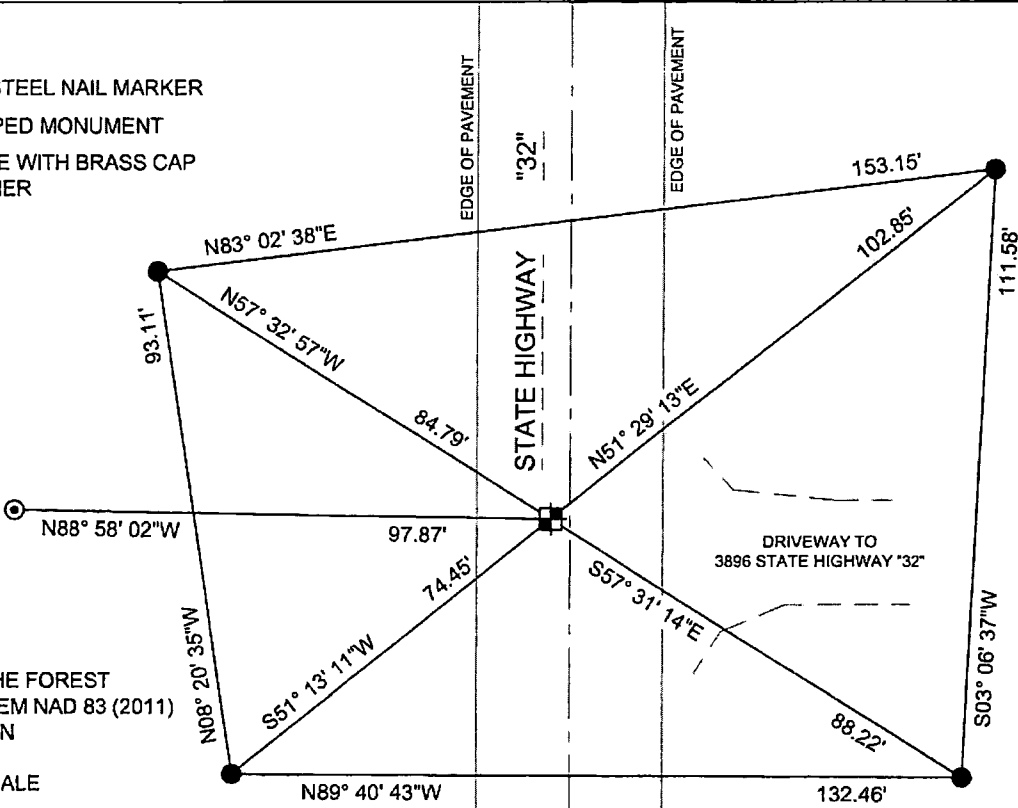 STEEL NAIL MARKER
PED MONUMENT
E WITH BRASS CAP
IER
EDGE OF PAVEMENT
"32"
STATE HIGHWAY
EDGE OF PAVEMENT
153.15'
N83° 02' 38"E
102.85'
111.58'
N57° 32' 57"W
93.11'
84.79'
N51° 29' 13"E
N88° 58' 02"W
97.87'
DRIVEWAY TO
3896 STATE HIGHWAY "32"
74.45'
S57° 31' 14"E
S51° 13' 11"W
N08° 20' 35"W
S03° 06' 37"W
HE FOREST
EM NAD 83 (2011)
N
ALE
88.22'
N89° 40' 43"W
132.46'